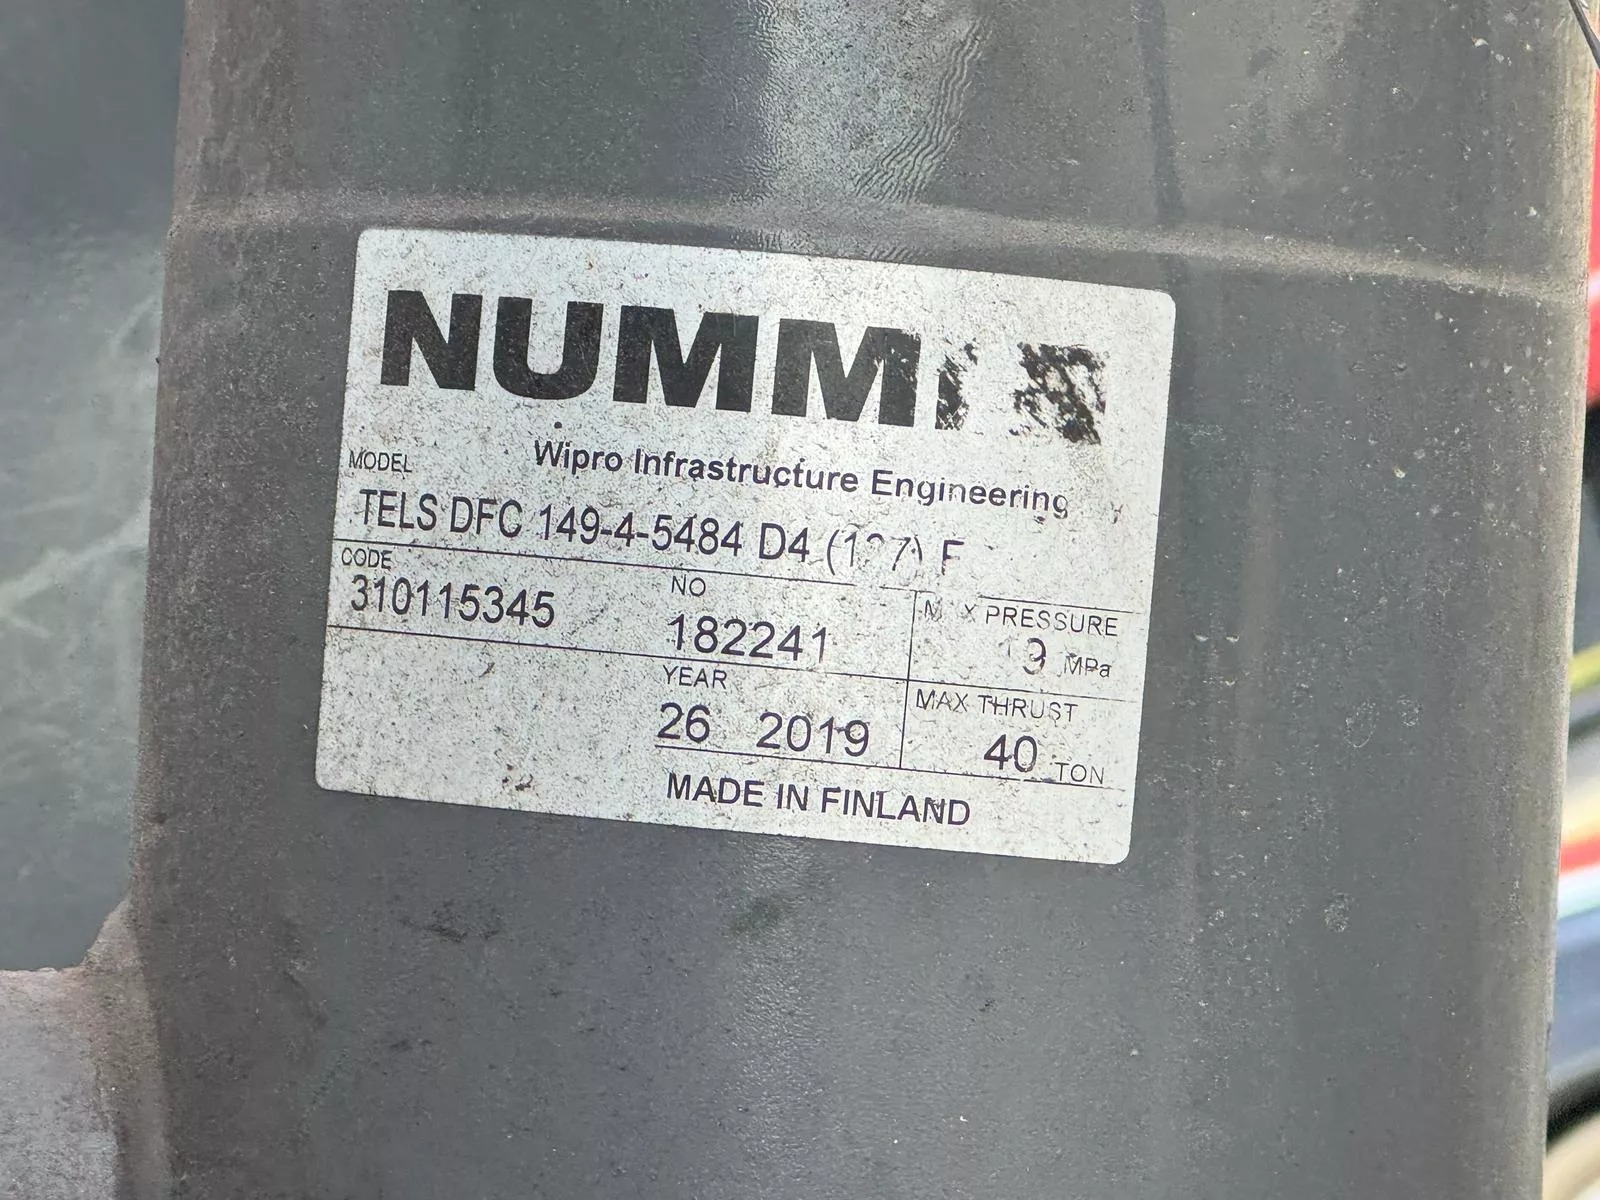 NUMMI
Wipro Infrastructure Engineering
MODEL
TELS DFC 149-4-5484 D4 F
CODE
310115345
NO
182241
PRESSURE
MPa
YEAR
26 2019
MAX THRUST
40 TON
MADE IN FINLAND